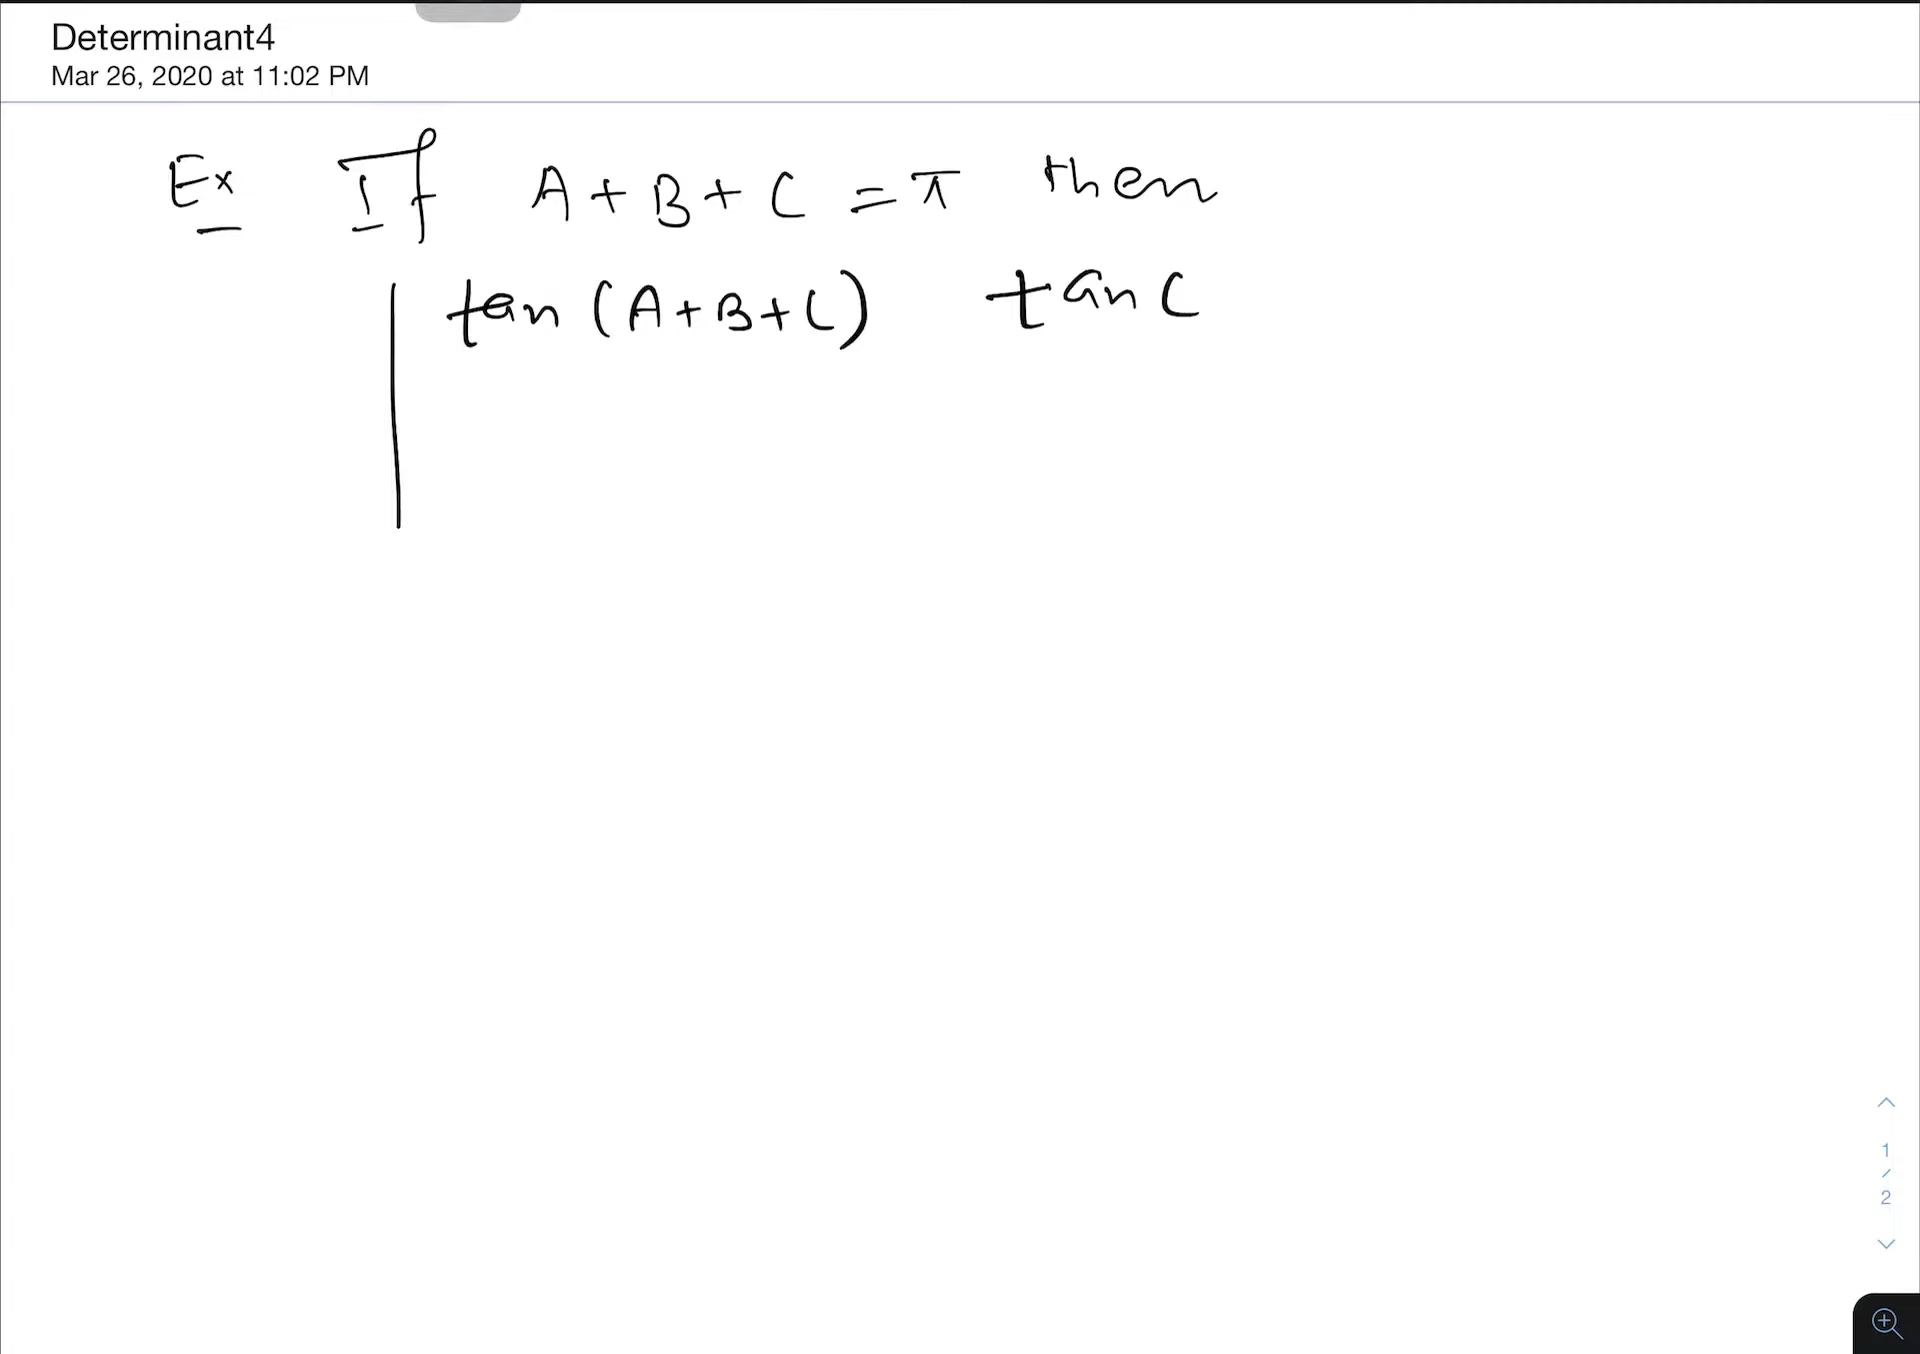 Determinant4
Mar 26, 2020 at 11:02 PM
Ex If A + B + C = π then
tan (A+B+C) tan C
1
/
2